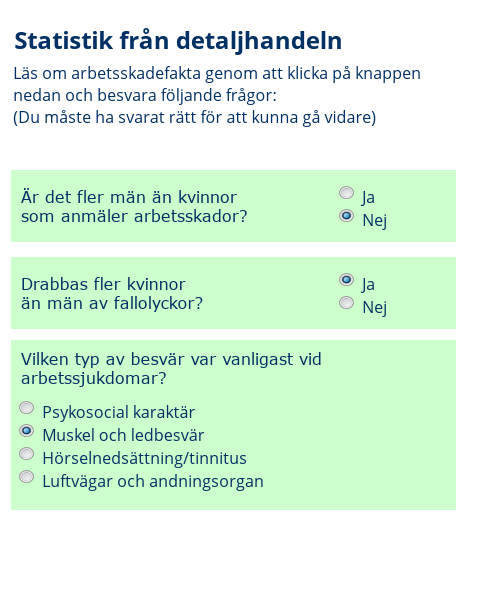 Statistik från detaljhandeln
Läs om arbetsskadefakta genom att klicka på knappen
nedan och besvara följande frågor:
(Du måste ha svarat rätt för att kunna gå vidare)
Är det fler män än kvinnor
som anmäler arbetsskador?
Ja
Nej
Drabbas fler kvinnor
än män av fallolyckor?
Ja
Nej
Vilken typ av besvär var vanligast vid
arbetssjukdomar?
Psykosocial karaktär
Muskel och ledbesvär
Hörselnedsättning/tinnitus
Luftvägar och andningsorgan